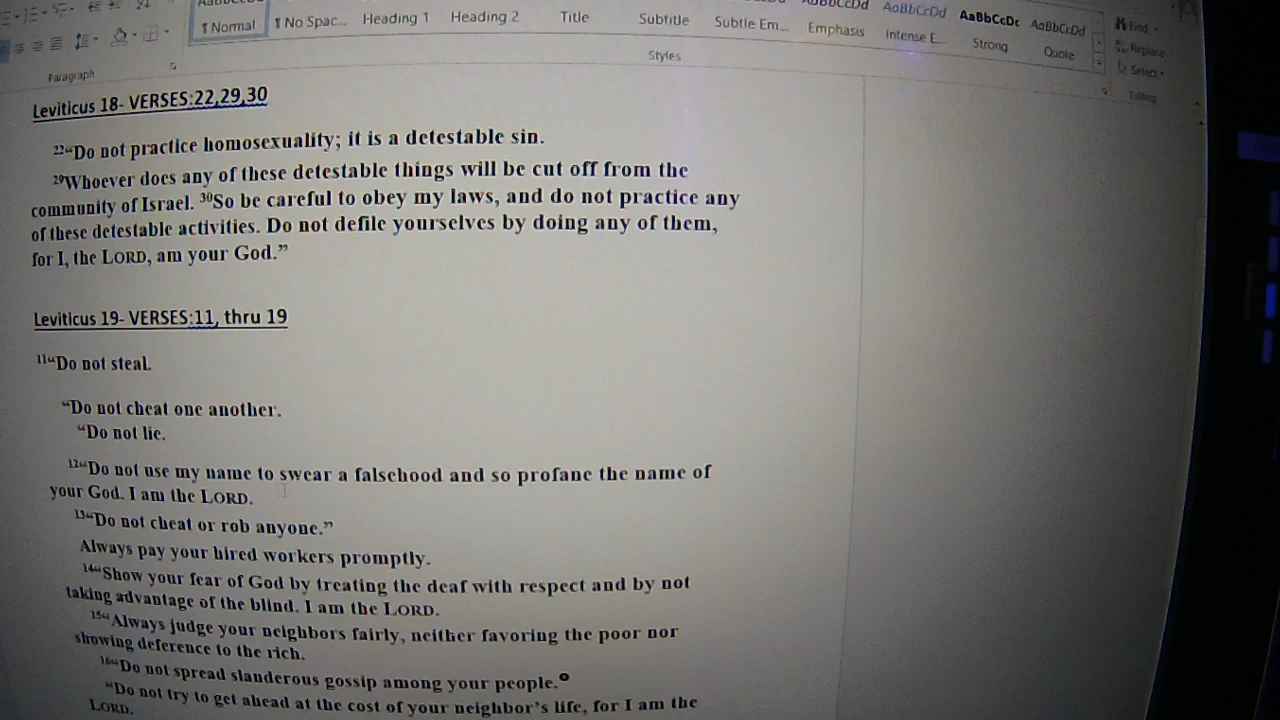 ¶ Normal ¶ No Spac... Heading 1 Heading 2 Title Subtitle Subtle Em... Emphasis Intense E... Strong Quote
AaBbCcDd AaBbCcDc AaBbCcDd
Find
Replace
Select
Paragraph Styles Editing
Leviticus 18- VERSES:22,29,30
22“Do not practice homosexuality; it is a detestable sin.
29Whoever does any of these detestable things will be cut off from the
community of Israel. 30So be careful to obey my laws, and do not practice any
of these detestable activities. Do not defile yourselves by doing any of them,
for I, the LORD, am your God.”
Leviticus 19- VERSES:11, thru 19
11“Do not steal.
“Do not cheat one another.
“Do not lie.
12“Do not use my name to swear a falsehood and so profane the name of
your God. I am the LORD.
13“Do not cheat or rob anyone.”
Always pay your hired workers promptly.
14“Show your fear of God by treating the deaf with respect and by not
taking advantage of the blind. I am the LORD.
15“Always judge your neighbors fairly, neither favoring the poor nor
showing deference to the rich.
16“Do not spread slanderous gossip among your people.
“Do not try to get ahead at the cost of your neighbor’s life, for I am the
LORD.